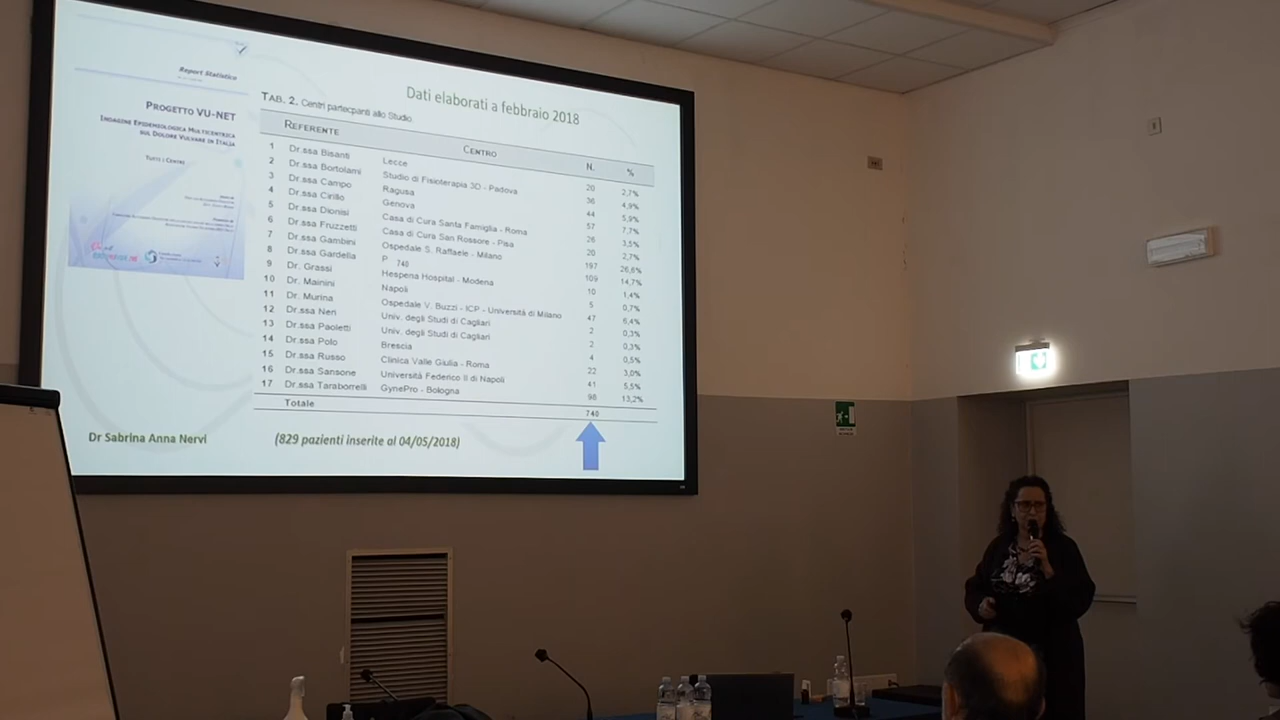 Report Statistico
PROGETTO VU-NET
INDAGINE EPIDEMIOLOGICA MULTICENTRICA
SUL DOLORE VULVARE IN ITALIA
TUTTI I CENTRI
Dati elaborati a febbraio 2018
TAB. 2. Centri partecpanti allo Studio
REFERENTE CENTRO N. %
1 Dr.ssa Bisanti Lecce 20 2,7%
2 Dr.ssa Bortolami Studio di Fisioterapia 3D - Padova 36 4,9%
3 Dr.ssa Campo Ragusa 44 5,9%
4 Dr.ssa Cirillo Genova 57 7,7%
5 Dr.ssa Dionisi Casa di Cura Santa Famiglia - Roma 26 3,5%
6 Dr.ssa Fruzzetti Casa di Cura San Rossore - Pisa 20 2,7%
7 Dr.ssa Gambini Ospedale S. Raffaele - Milano 197 26,6%
8 Dr.ssa Gardella P 740 109 14,7%
9 Dr. Grassi Hesperia Hospital - Modena 10 1,4%
10 Dr. Mainini Napoli 5 0,7%
11 Dr. Murina Ospedale V. Buzzi - ICP - Università di Milano 47 6,4%
12 Dr.ssa Neri Univ. degli Studi di Cagliari 2 0,3%
13 Dr.ssa Paoletti Univ. degli Studi di Cagliari 2 0,3%
14 Dr.ssa Polo Brescia 4 0,5%
15 Dr.ssa Russo Clinica Valle Giulia - Roma 22 3,0%
16 Dr.ssa Sansone Università Federico II di Napoli 41 5,5%
17 Dr.ssa Taraborrelli GynePro - Bologna 98 13,2%
Totale 740
Dr Sabrina Anna Nervi
(829 pazienti inserite al 04/05/2018)